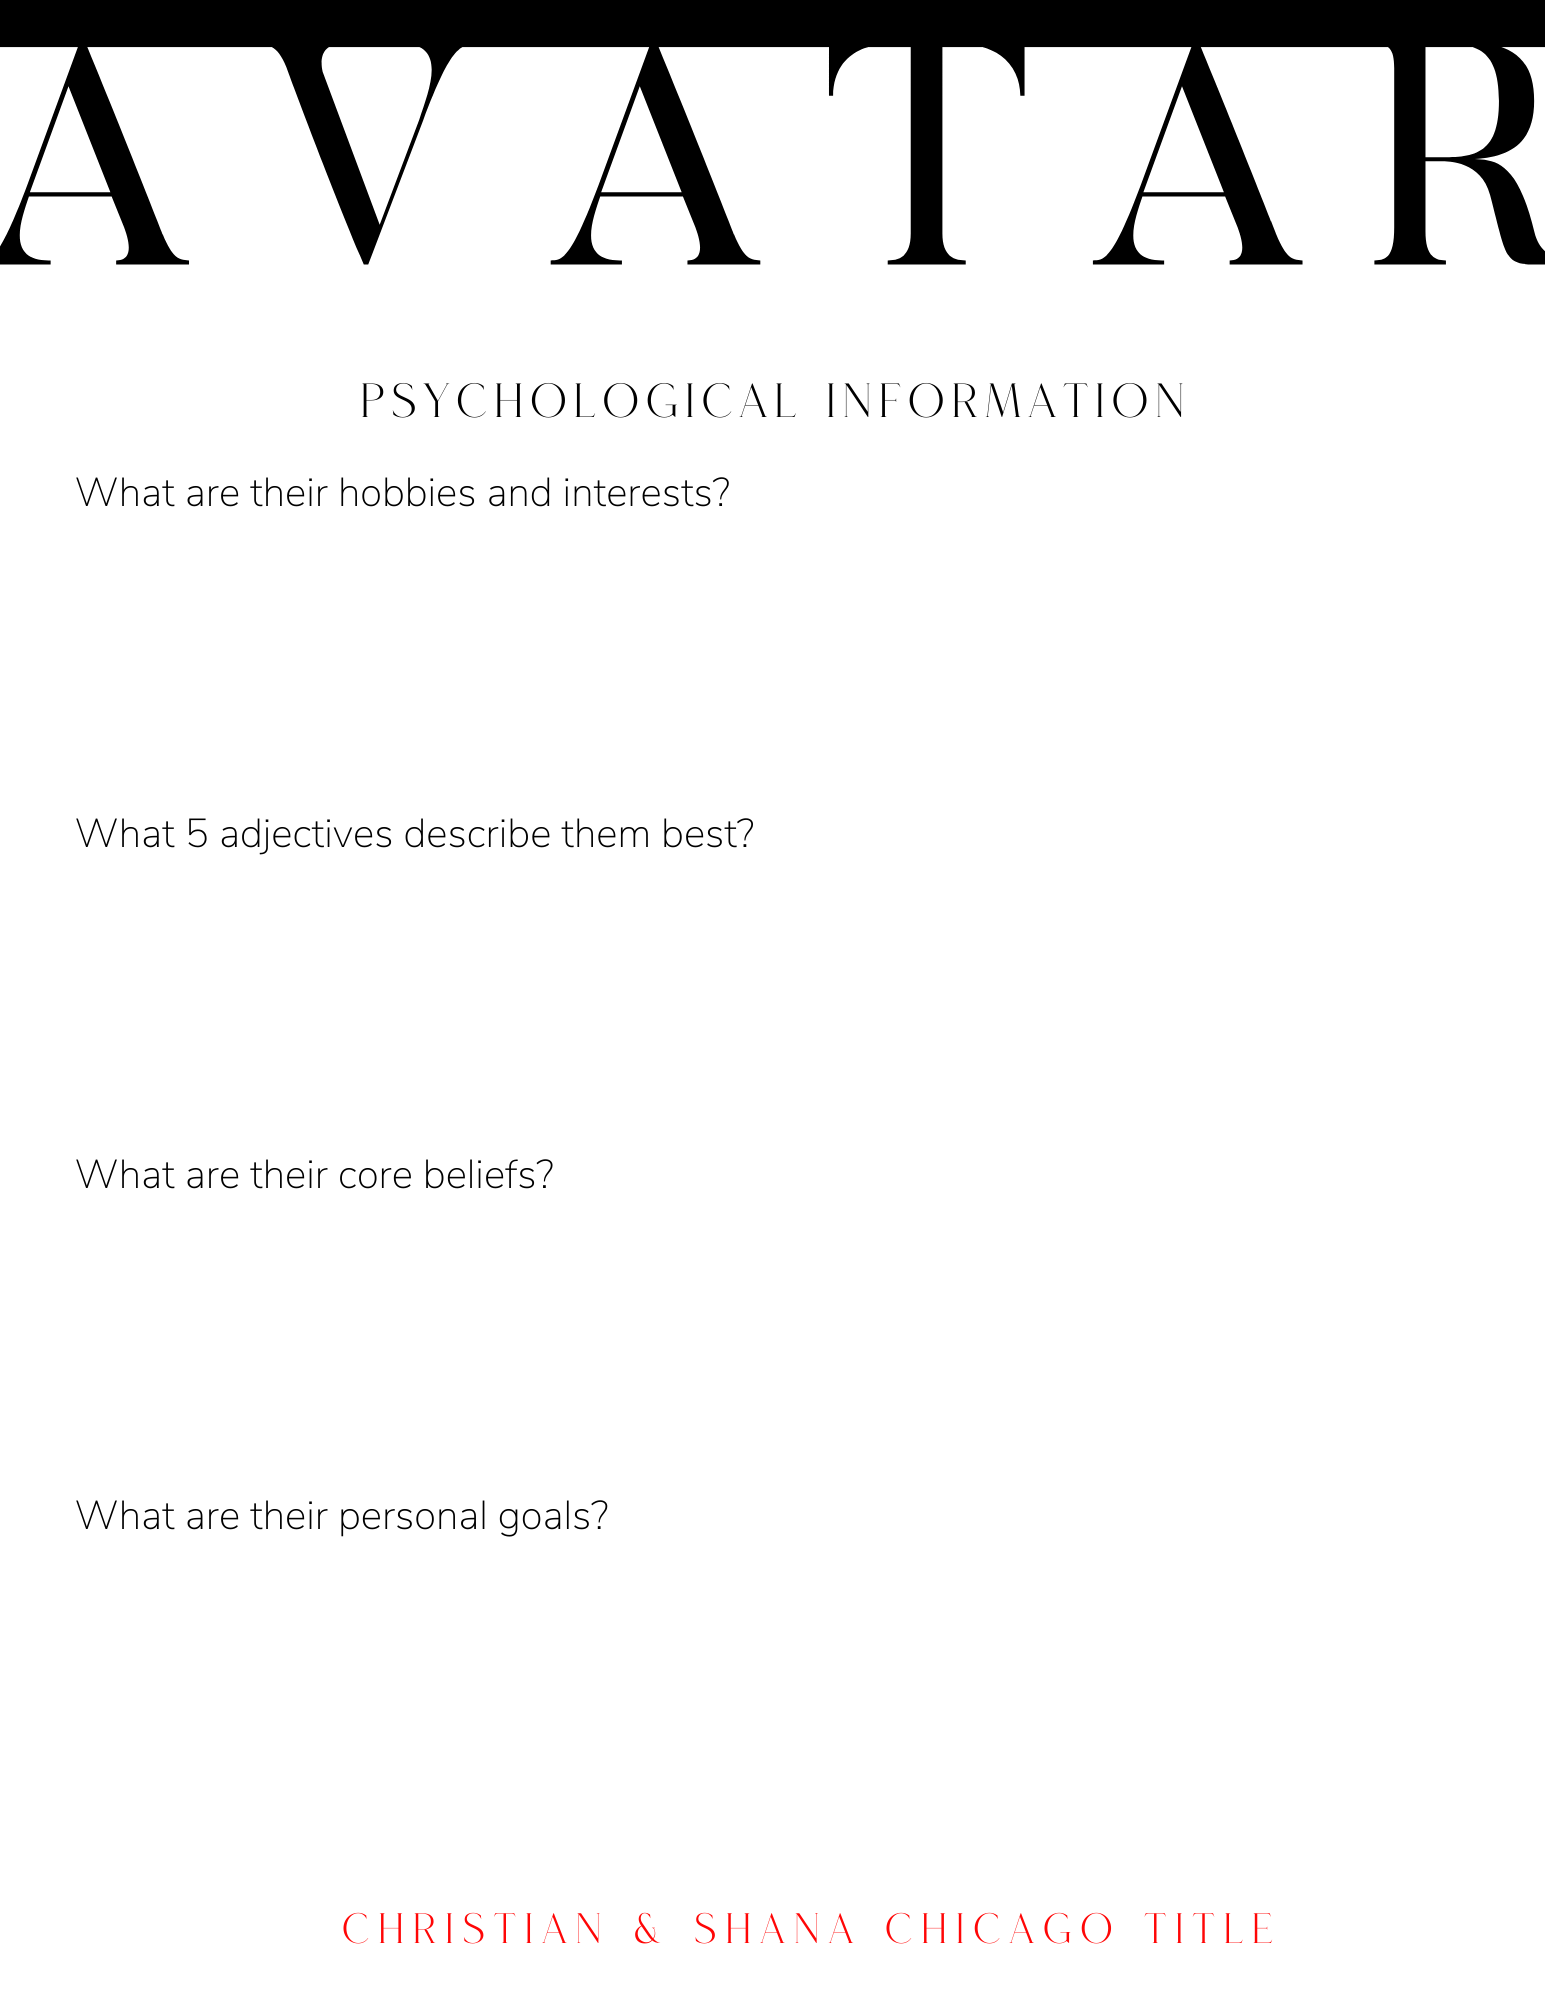 AVATAR
PSYCHOLOGICAL INFORMATION
What are their hobbies and interests?
What 5 adjectives describe them best?
What are their core beliefs?
What are their personal goals?
CHRISTIAN & SHANA CHICAGO TITLE